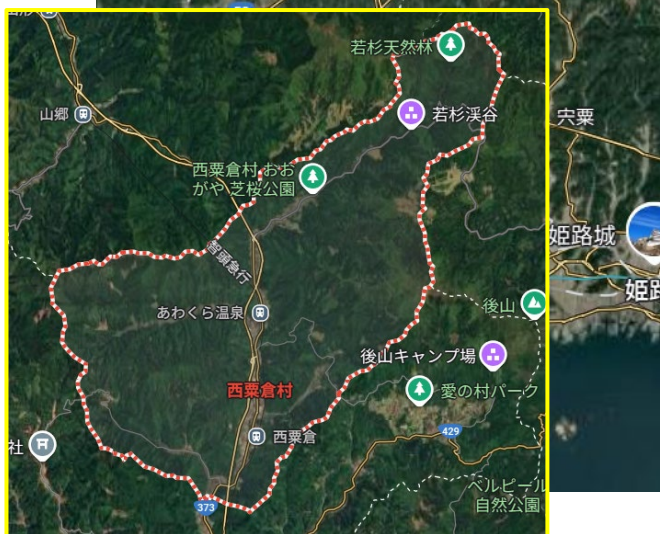 若杉天然林
山郷
若杉渓谷
宍粟
西粟倉村 おお
がや 芝桜公園
姫路城
智頭急行
姫路
後山
あわくら温泉
後山キャンプ場
西粟倉村
愛の村パーク
429
西粟倉
社
ベルピール
自然公園
373